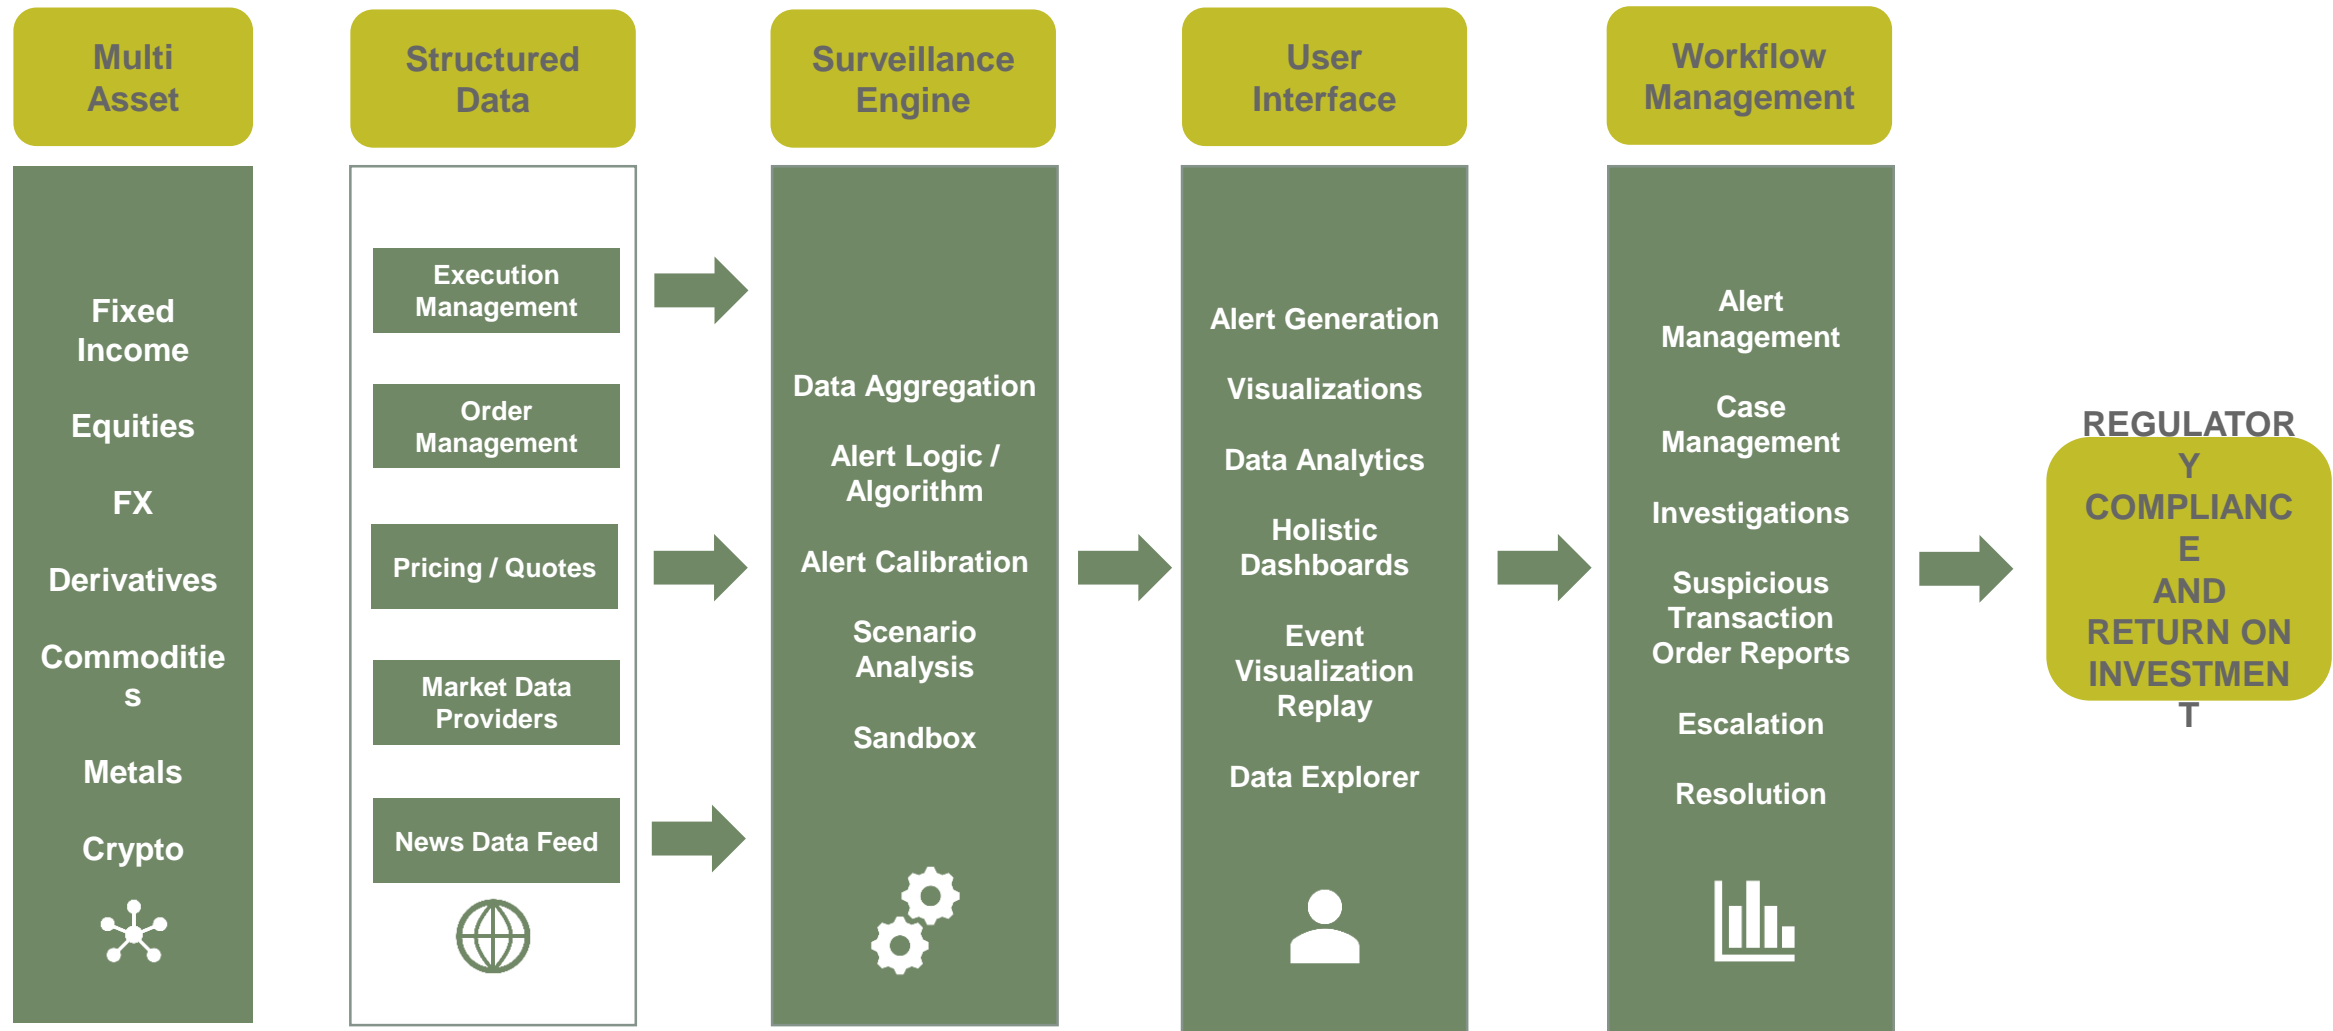 Multi
Asset
Structured
Data
Surveillance
Engine
User
Interface
Workflow
Management
Fixed
Income
Equities
FX
Derivatives
Commoditie
s
Metals
Crypto
Execution
Management
Order
Management
Pricing / Quotes
Market Data
Providers
News Data Feed
Data Aggregation
Alert Logic /
Algorithm
Alert Calibration
Scenario
Analysis
Sandbox
Alert Generation
Visualizations
Data Analytics
Holistic
Dashboards
Event
Visualization
Replay
Data Explorer
Alert
Management
Case
Management
Investigations
Suspicious
Transaction
Order Reports
Escalation
Resolution
REGULATOR
Y
COMPLIANC
E
AND
RETURN ON
INVESTMEN
T